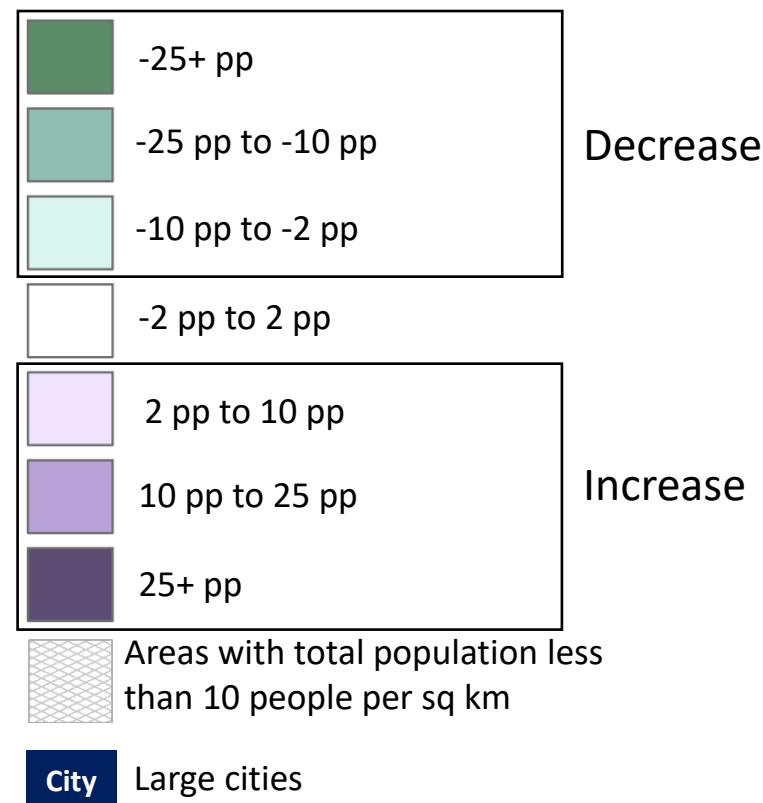 -25+ pp
-25 pp to -10 pp
Decrease
-10 pp to -2 pp
-2 pp to 2 pp
2 pp to 10 pp
10 pp to 25 pp
Increase
25+ pp
Areas with total population less
than 10 people per sq km
City Large cities